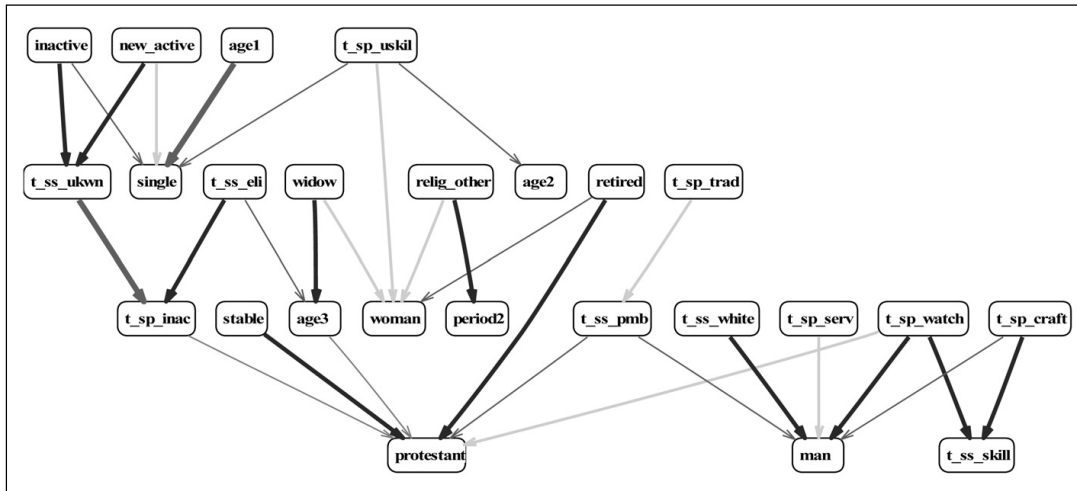 inactive
new_active
age1
t_sp_uskil
t_ss_ukwn
single
t_ss_eli
widow
relig_other
age2
retired
t_sp_trad
t_sp_inac
stable
age3
woman
period2
t_ss_pmb
t_ss_white
t_sp_serv
t_sp_watch
t_sp_craft
protestant
man
t_ss_skill